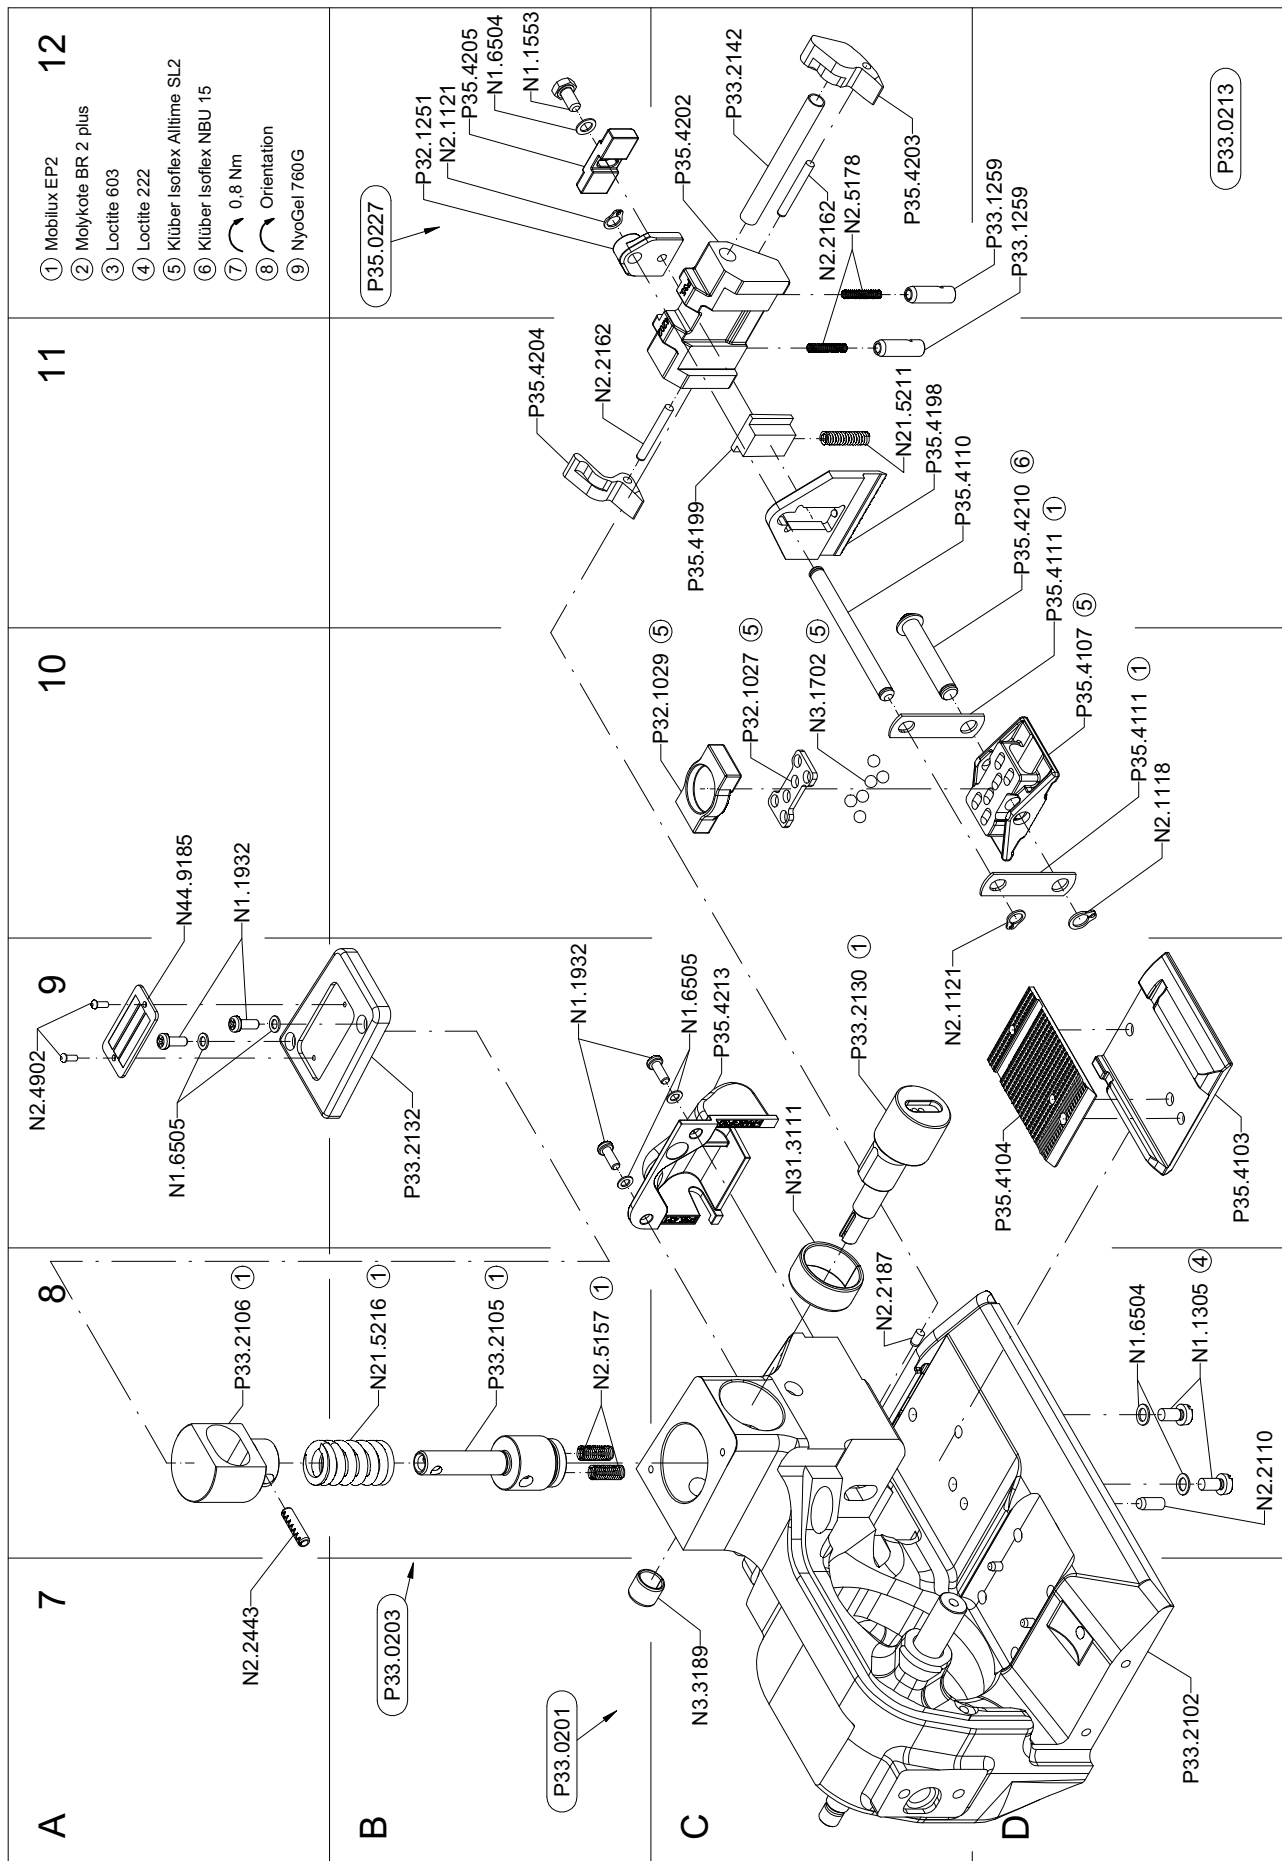 A
B
C
D
7
8
9
10
11
12
① Mobilux EP2
② Molykote BR 2 plus
③ Loctite 603
④ Loctite 222
⑤ Klüber Isoflex Alltime SL2
⑥ Klüber Isoflex NBU 15
⑦ 0,8 Nm
⑧ Orientation
⑨ NyoGel 760G
N2.2443
P33.2106 ①
N21.5216 ①
P33.2105 ①
N2.5157 ①
P33.0203
P33.0201
N3.3189
P33.2102
N2.2110
N1.1305 ④
N1.6504
N2.2187
N31.3111
P33.2130 ①
N2.4902
N44.9185
N1.1932
N1.6505
P33.2132
N1.1932
N1.6505
P35.4213
P35.4104
P35.4103
N2.1121
N2.1118
P35.4111 ①
P35.4107 ⑤
P35.4111 ①
P35.4210 ⑥
P35.4110
P35.4198
N21.5211
P32.1029 ⑤
P32.1027 ⑤
N3.1702 ⑤
P35.4199
P35.4204
N2.2162
P35.0227
P32.1251
N2.1121
P35.4205
N1.6504
N1.1553
P35.4202
P33.2142
N2.2162
N2.5178
P35.4203
P33.1259
P33.1259
P33.0213